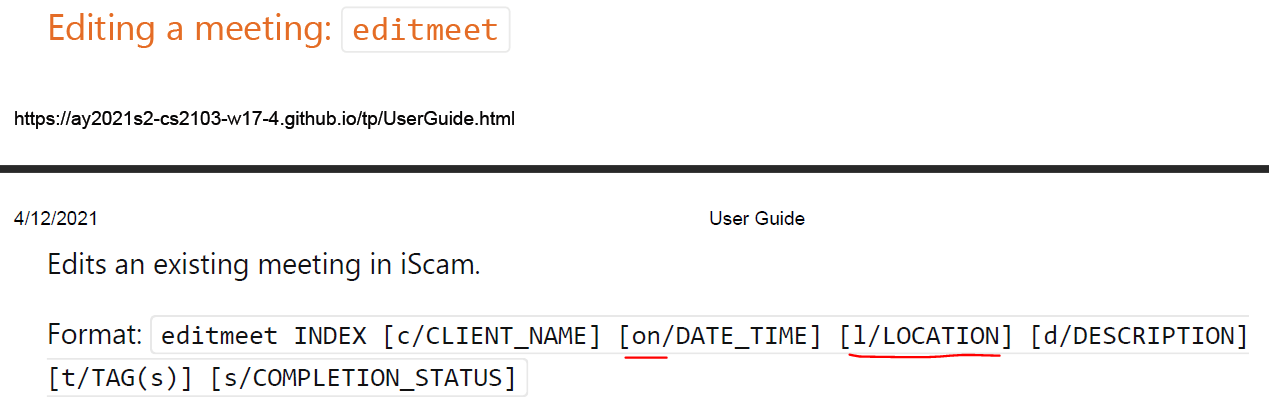 Editing a meeting: editmeet
https://ay2021s2-cs2103-w17-4.github.io/tp/UserGuide.html
4/12/2021 User Guide
Edits an existing meeting in iScam.
Format: editmeet INDEX [c/CLIENT_NAME] [on/DATE_TIME] [l/LOCATION] [d/DESCRIPTION]
[t/TAG(s)] [s/COMPLETION_STATUS]